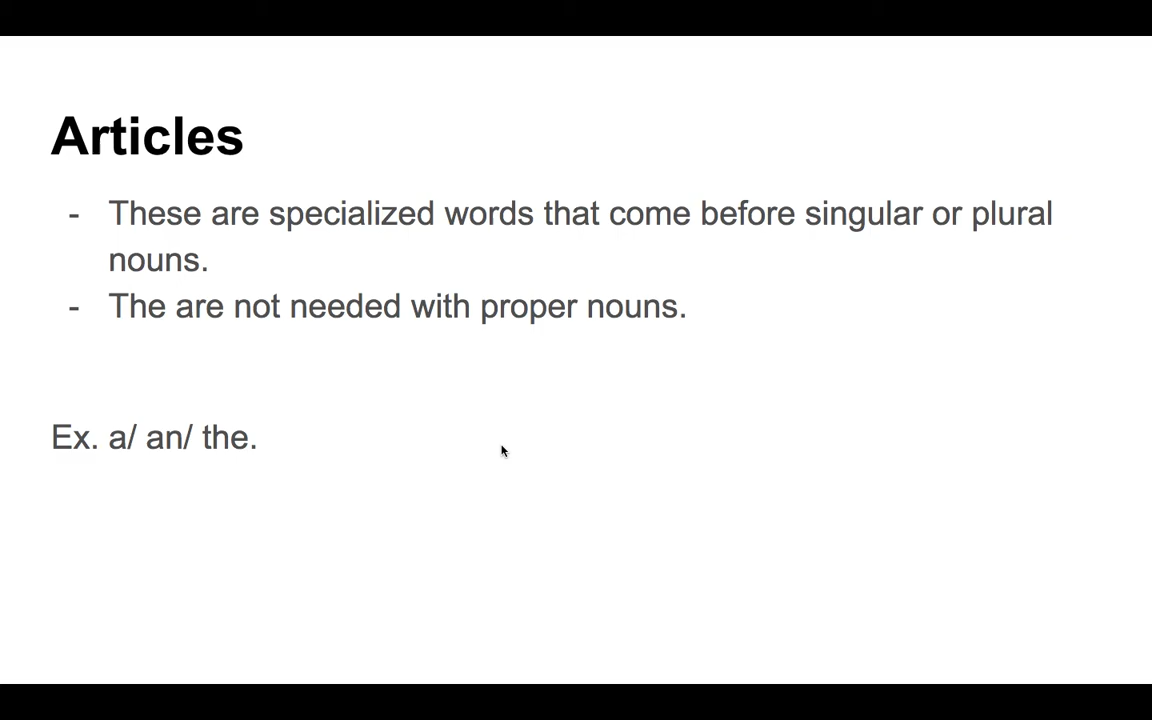 Articles
- These are specialized words that come before singular or plural
nouns.
- The are not needed with proper nouns.
Ex. a/ an/ the.